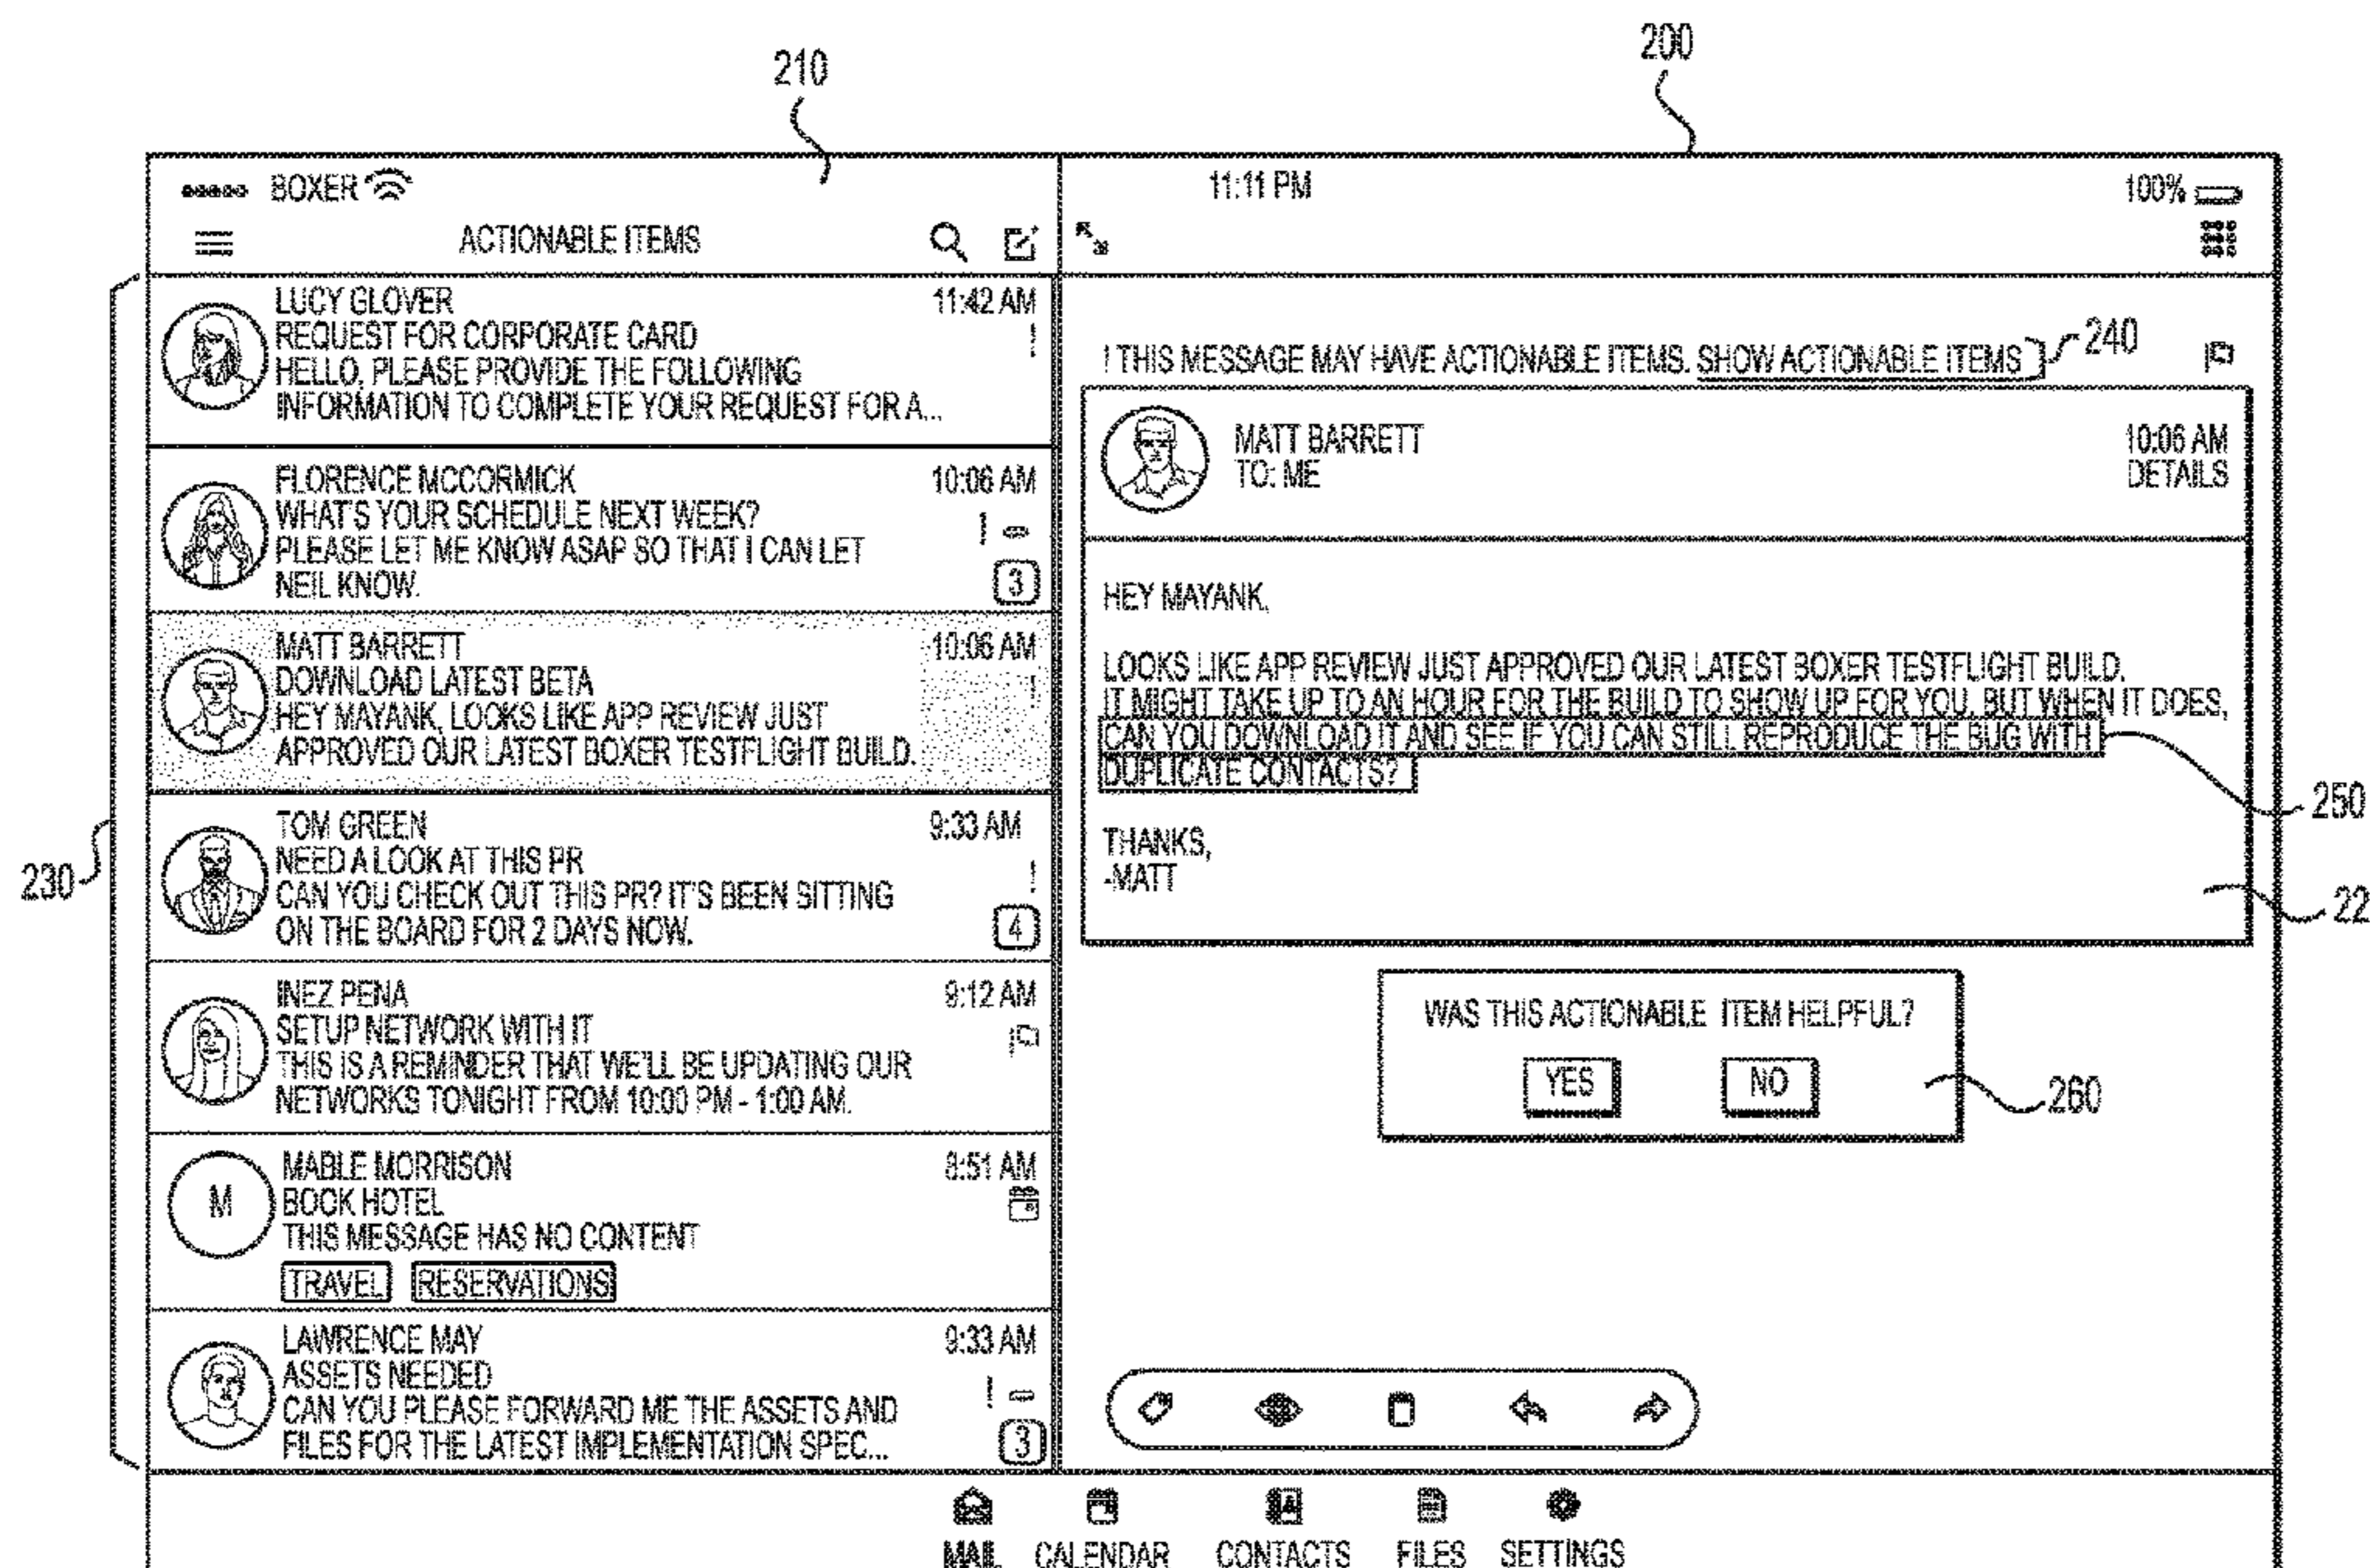 210
200
BOXER
11:11 PM
100%
ACTIONABLE ITEMS
LUCY GLOVER
11:42 AM
REQUEST FOR CORPORATE CARD
!
HELLO, PLEASE PROVIDE THE FOLLOWING
INFORMATION TO COMPLETE YOUR REQUEST FOR A...
FLORENCE MCCORMICK
10:06 AM
WHAT'S YOUR SCHEDULE NEXT WEEK?
!
PLEASE LET ME KNOW ASAP SO THAT I CAN LET
NEIL KNOW.
3
MATT BARRETT
10:06 AM
DOWNLOAD LATEST BETA
!
HEY MAYANK, LOOKS LIKE APP REVIEW JUST
APPROVED OUR LATEST BOXER TESTFLIGHT BUILD.
TOM GREEN
9:33 AM
NEED A LOOK AT THIS PR
!
CAN YOU CHECK OUT THIS PR? IT'S BEEN SITTING
ON THE BOARD FOR 2 DAYS NOW.
4
INEZ PENA
9:12 AM
SETUP NETWORK WITH IT
THIS IS A REMINDER THAT WE'LL BE UPDATING OUR
NETWORKS TONIGHT FROM 10:00 PM - 1:00 AM.
M
MABLE MORRISON
8:51 AM
BOOK HOTEL
THIS MESSAGE HAS NO CONTENT
TRAVEL RESERVATIONS
LAWRENCE MAY
9:33 AM
ASSETS NEEDED
!
CAN YOU PLEASE FORWARD ME THE ASSETS AND
FILES FOR THE LATEST IMPLEMENTATION SPEC...
3
230
! THIS MESSAGE MAY HAVE ACTIONABLE ITEMS. SHOW ACTIONABLE ITEMS
240
MATT BARRETT
10:06 AM
TO: ME
DETAILS
HEY MAYANK,
LOOKS LIKE APP REVIEW JUST APPROVED OUR LATEST BOXER TESTFLIGHT BUILD.
IT MIGHT TAKE UP TO AN HOUR FOR THE BUILD TO SHOW UP FOR YOU, BUT WHEN IT DOES,
CAN YOU DOWNLOAD IT AND SEE IF YOU CAN STILL REPRODUCE THE BUG WITH
DUPLICATE CONTACTS?
250
THANKS,
-MATT
22
WAS THIS ACTIONABLE ITEM HELPFUL?
YES NO
260
MAIL CALENDAR CONTACTS FILES SETTINGS